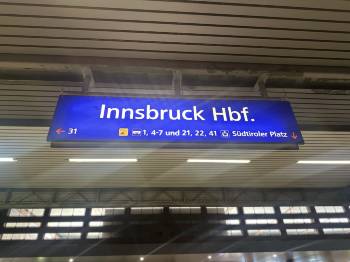 Innsbruck Hbf.
← 31 1, 4-7 und 21, 22, 41 Südtiroler Platz ↓